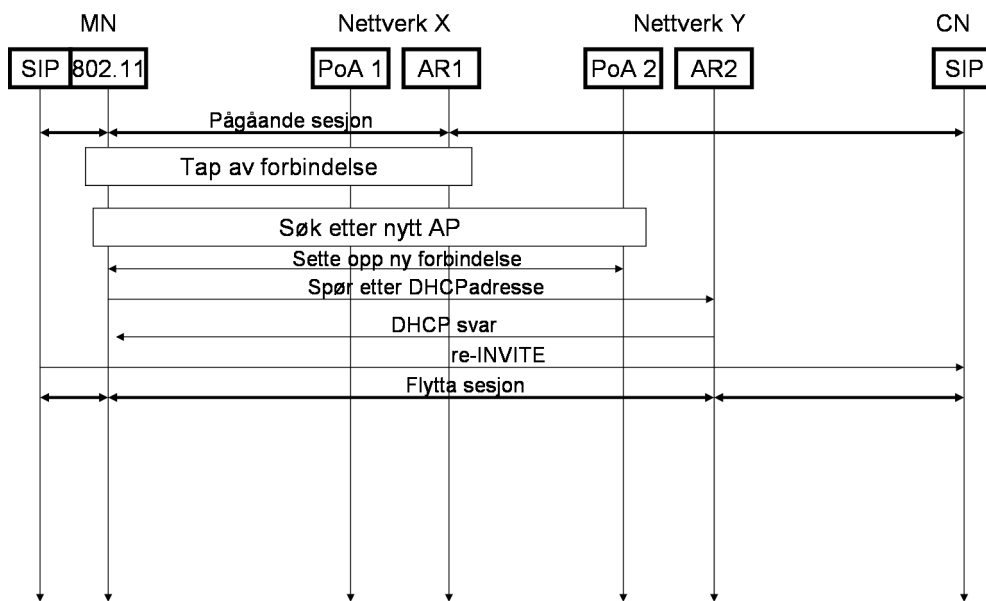 MN
Nettverk X
Nettverk Y
CN
SIP
802.11
PoA 1
AR1
PoA 2
AR2
SIP
Pågåande sesjon
Tap av forbindelse
Søk etter nytt AP
Sette opp ny forbindelse
Spør etter DHCPadresse
DHCP svar
re-INVITE
Flytta sesjon